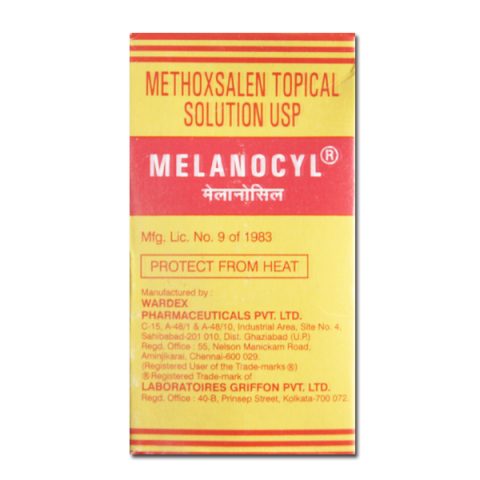 METHOXSALEN TOPICAL
SOLUTION USP
MELANOCYL®
मेलानोसिल
Mfg. Lic. No. 9 of 1983
PROTECT FROM HEAT
Manufactured by :
WARDEX
PHARMACEUTICALS PVT. LTD.
C-15, A-48/1 & A-48/10, Industrial Area, Site No. 4,
Sahibabad-201 010, Dist. Ghaziabad (U.P.)
Regd. Office : 55, Nelson Manickam Road,
Aminjikarai, Chennai-600 029.
(Registered User of the Trade-marks ®)
® Registered Trade-mark of
LABORATOIRES GRIFFON PVT. LTD.
Regd. Office : 40-B, Prinsep Street, Kolkata-700 072.